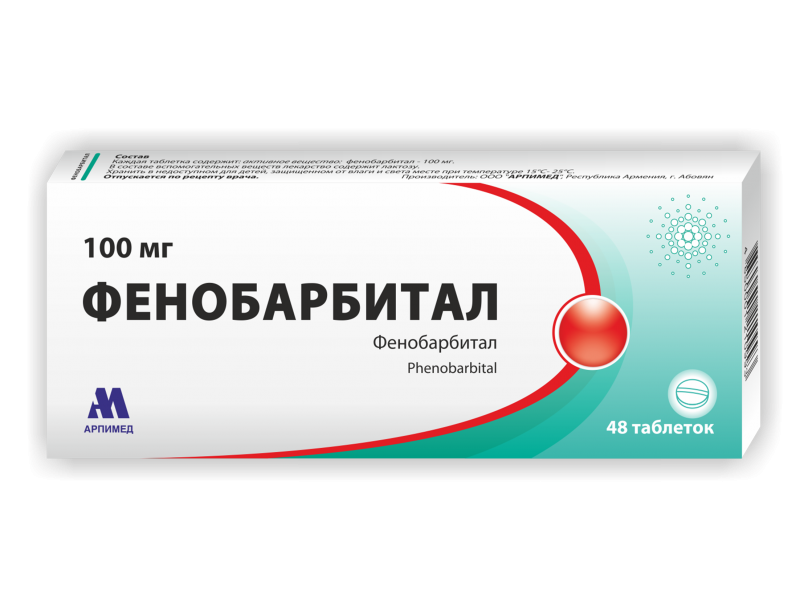 ФЕНОБАРБИТАЛ
Состав
Каждая таблетка содержит: активное вещество: фенобарбитал - 100 мг.
В составе вспомогательных веществ лекарство содержит лактозу.
Хранить в недоступном для детей, защищенном от влаги и света месте при температуре 15°C- 25°C.
Отпускается по рецепту врача. Производитель: ООО "АРПИМЕД", Республика Армения, г. Абовян
100 мг
ФЕНОБАРБИТАЛ
Фенобарбитал
Phenobarbital
АРПИМЕД
48 таблеток